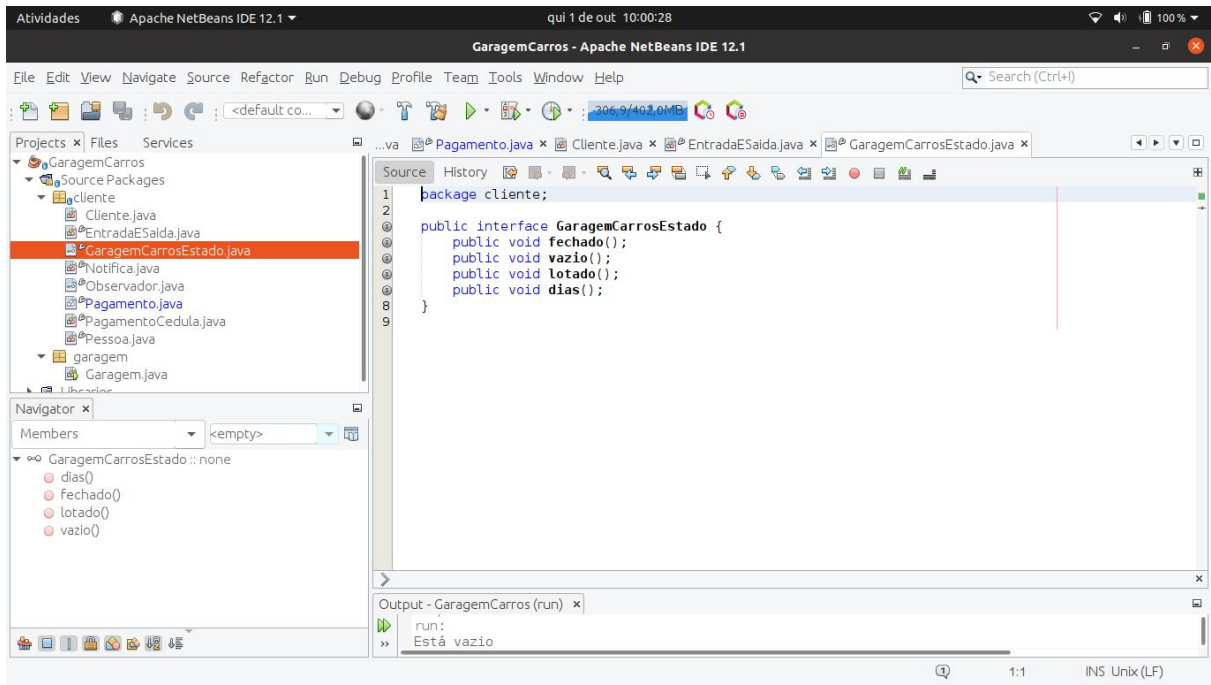 Atividades Apache NetBeans IDE 12.1 qui 1 de out 10:00:28 100 %
GaragemCarros - Apache NetBeans IDE 12.1
File Edit View Navigate Source Refactor Run Debug Profile Team Tools Window Help Search (Ctrl+I)
<default co... 306,9/402,0MB
Projects Files Services
GaragemCarros
Source Packages
cliente
Cliente.java
EntradaESaida.java
GaragemCarrosEstado.java
Notifica.java
Observador.java
Pagamento.java
PagamentoCedula.java
Pessoa.java
garagem
Garagem.java
Libraries
Navigator
Members <empty>
GaragemCarrosEstado :: none
dias()
fechado()
lotado()
vazio()
...va Pagamento.java Cliente.java EntradaESaida.java GaragemCarrosEstado.java
Source History
1 package cliente;
2
public interface GaragemCarrosEstado {
public void fechado();
public void vazio();
public void lotado();
public void dias();
8 }
9
Output - GaragemCarros (run)
run:
Está vazio
1 1:1 INS Unix (LF)